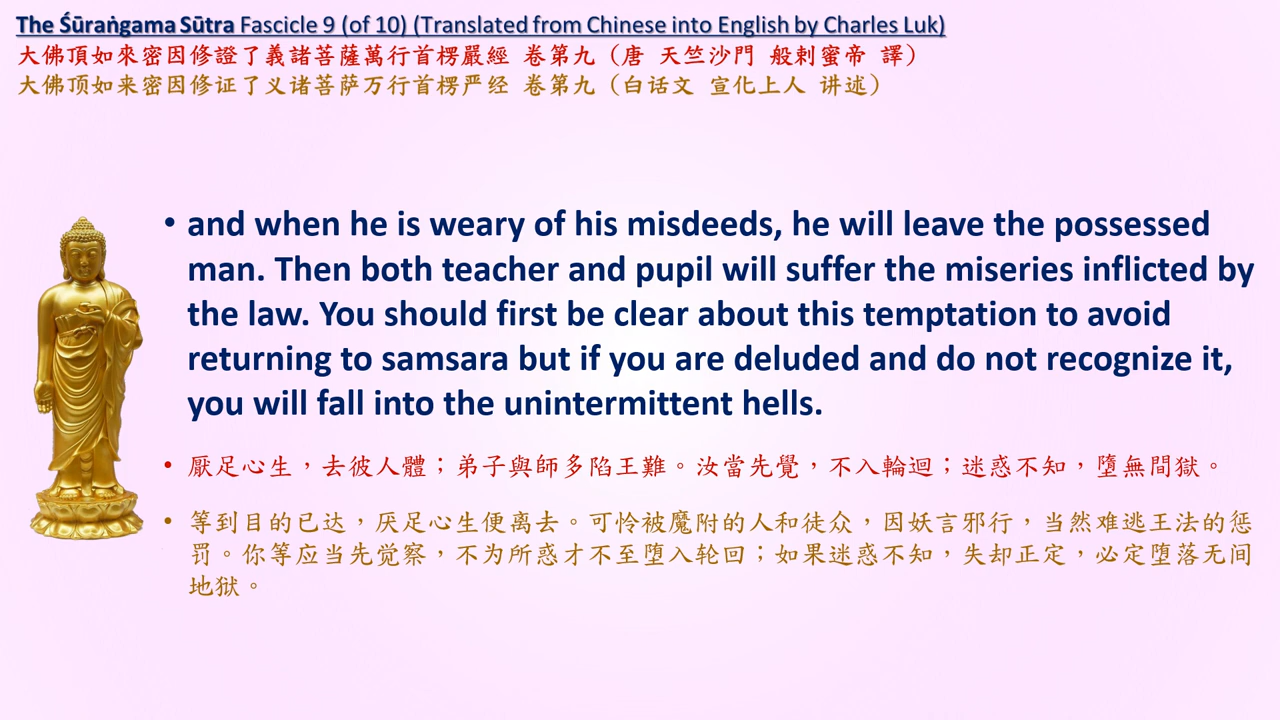 The Śūraṅgama Sūtra Fascicle 9 (of 10) (Translated from Chinese into English by Charles Luk)
大佛頂如來密因修證了義諸菩薩萬行首楞嚴經 卷第九（唐 天竺沙門 般剌蜜帝 譯）
大佛顶如来密因修证了义诸菩萨万行首楞严经 卷第九（白话文 宣化上人 讲述）
• and when he is weary of his misdeeds, he will leave the possessed
man. Then both teacher and pupil will suffer the miseries inflicted by
the law. You should first be clear about this temptation to avoid
returning to samsara but if you are deluded and do not recognize it,
you will fall into the unintermittent hells.
• 厭足心生，去彼人體；弟子與師多陷王難。汝當先覺，不入輪迴；迷惑不知，墮無間獄。
• 等到目的已达，厌足心生便离去。可怜被魔附的人和徒众，因妖言邪行，当然难逃王法的惩
罚。你等应当先觉察，不为所惑才不至堕入轮回；如果迷惑不知，失却正定，必定堕落无间
地狱。